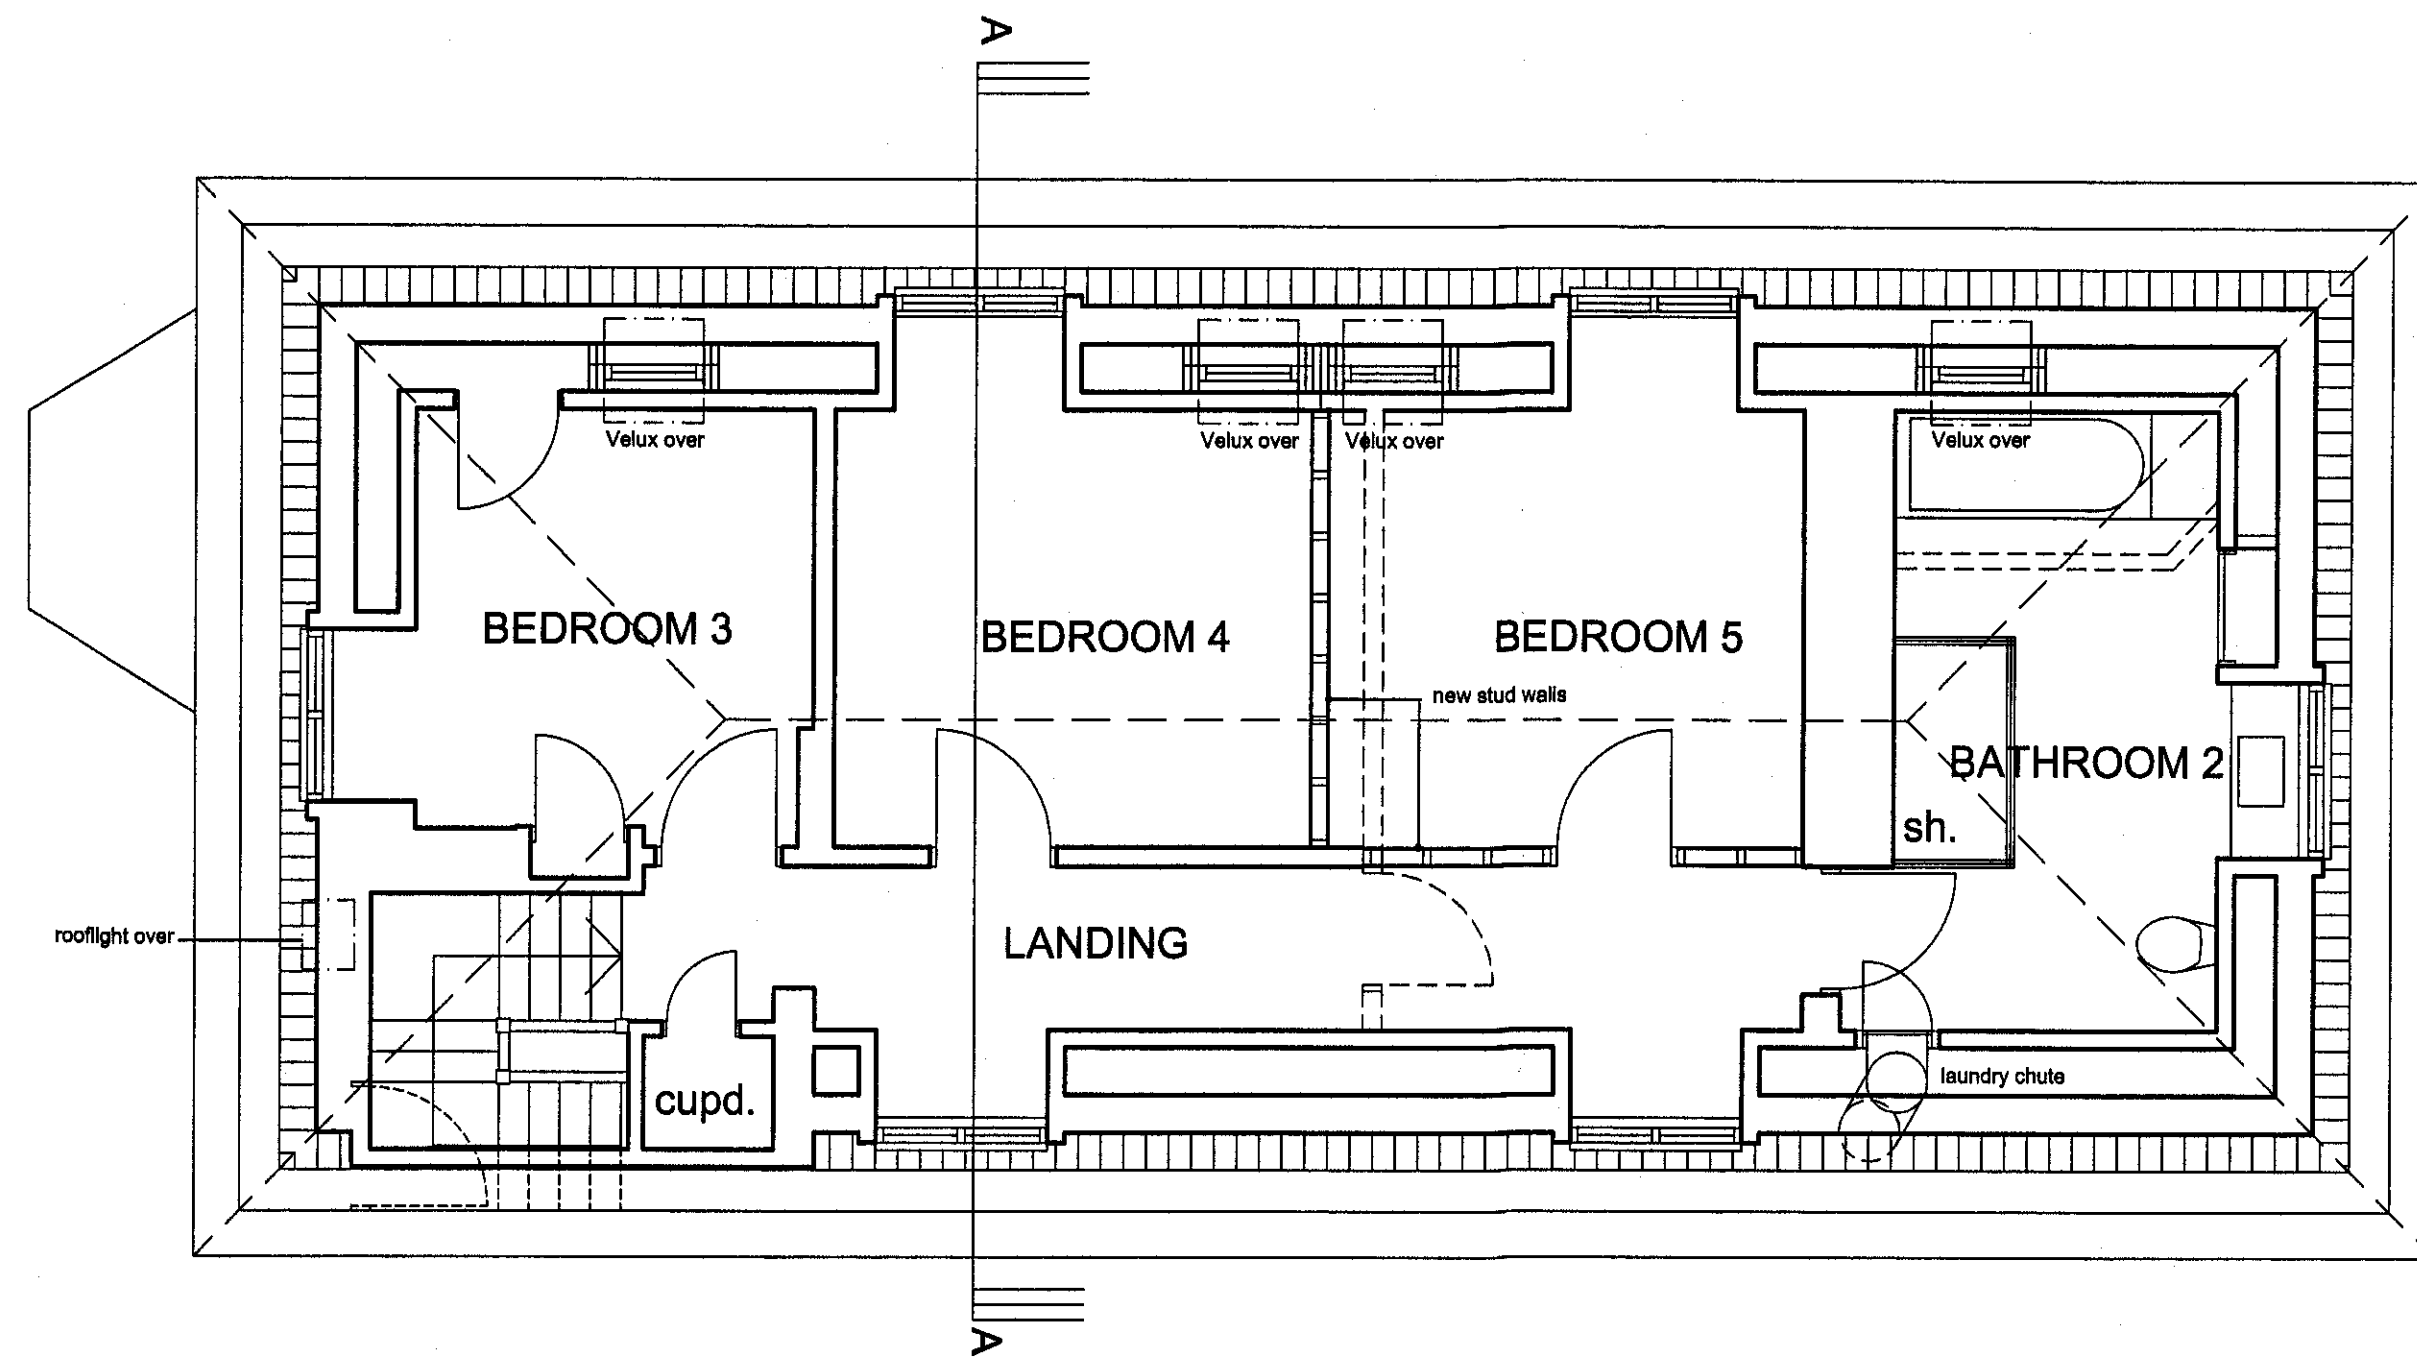 A
Velux over
Velux over
Velux over
Velux over
BEDROOM 3
BEDROOM 4
BEDROOM 5
new stud walls
BATHROOM 2
sh.
rooflight over
LANDING
cupd.
laundry chute
A